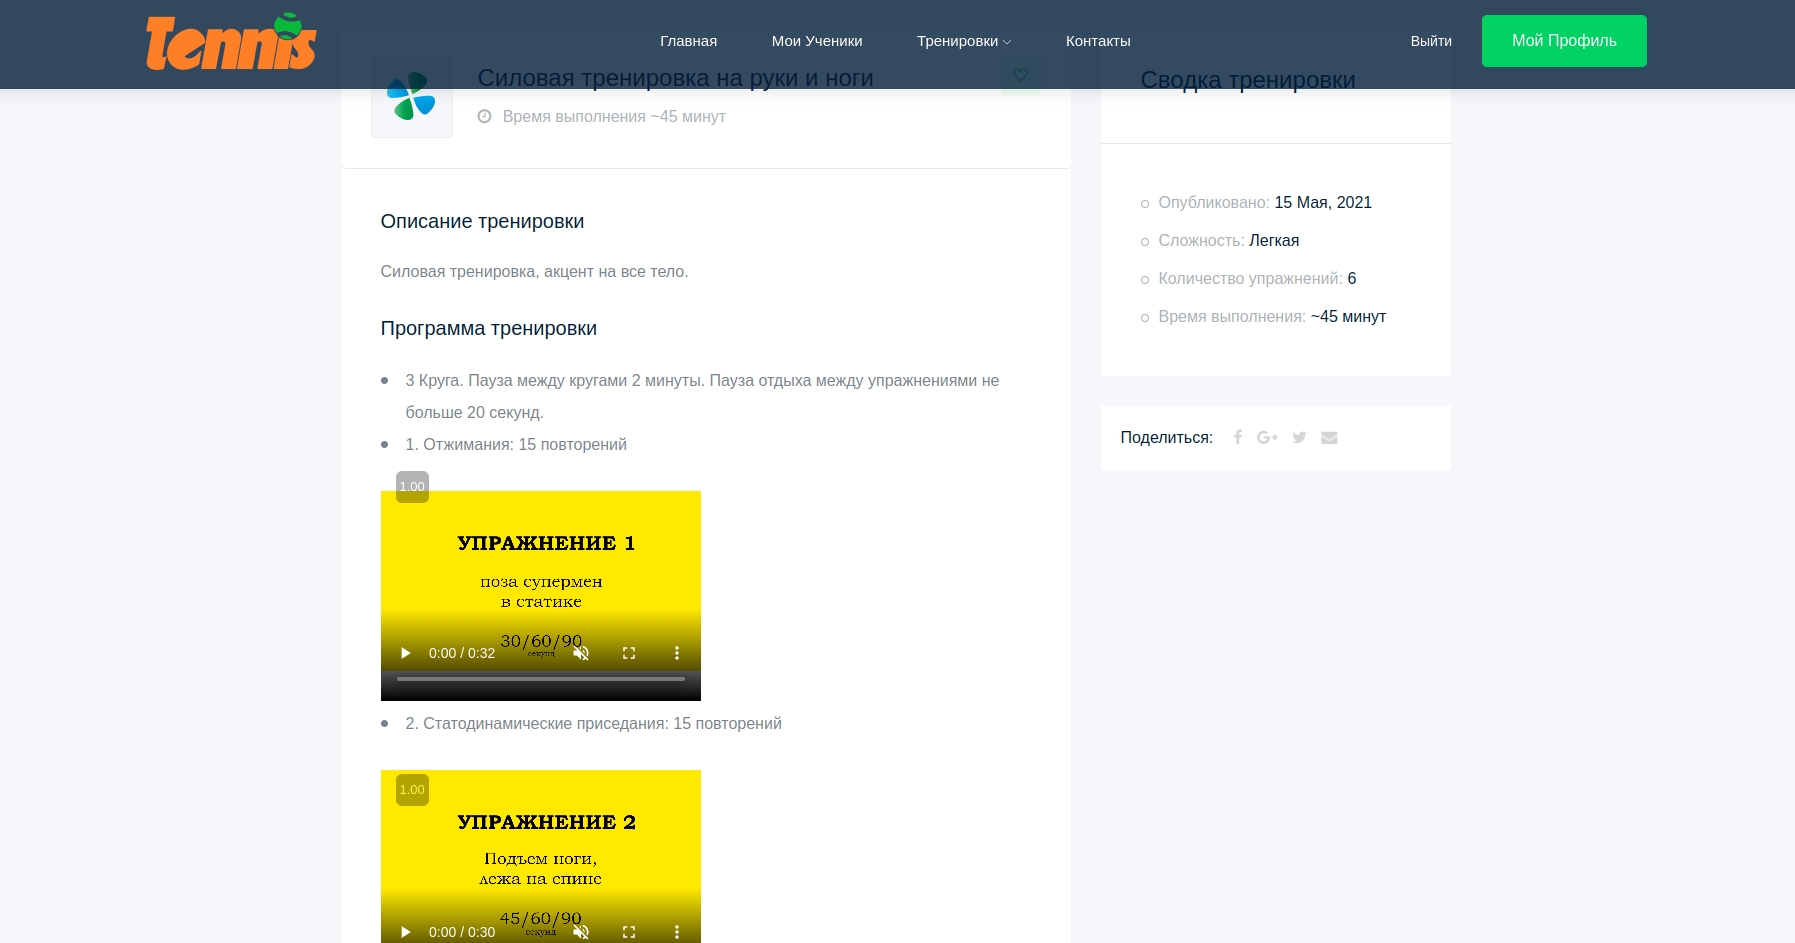 Tennis
Главная
Мои Ученики
Тренировки
Контакты
Выйти
Мой Профиль
Силовая тренировка на руки и ноги
Время выполнения ~45 минут
Описание тренировки
Силовая тренировка, акцент на все тело.
Программа тренировки
3 Круга. Пауза между кругами 2 минуты. Пауза отдыха между упражнениями не
больше 20 секунд.
1. Отжимания: 15 повторений
1.00
УПРАЖНЕНИЕ 1
поза супермен
в статике
30/60/90
секунд
0:00 / 0:32
2. Статодинамические приседания: 15 повторений
1.00
УПРАЖНЕНИЕ 2
Подъем ноги,
лежа на спине
45/60/90
секунд
0:00 / 0:30
Сводка тренировки
Опубликовано: 15 Мая, 2021
Сложность: Легкая
Количество упражнений: 6
Время выполнения: ~45 минут
Поделиться: